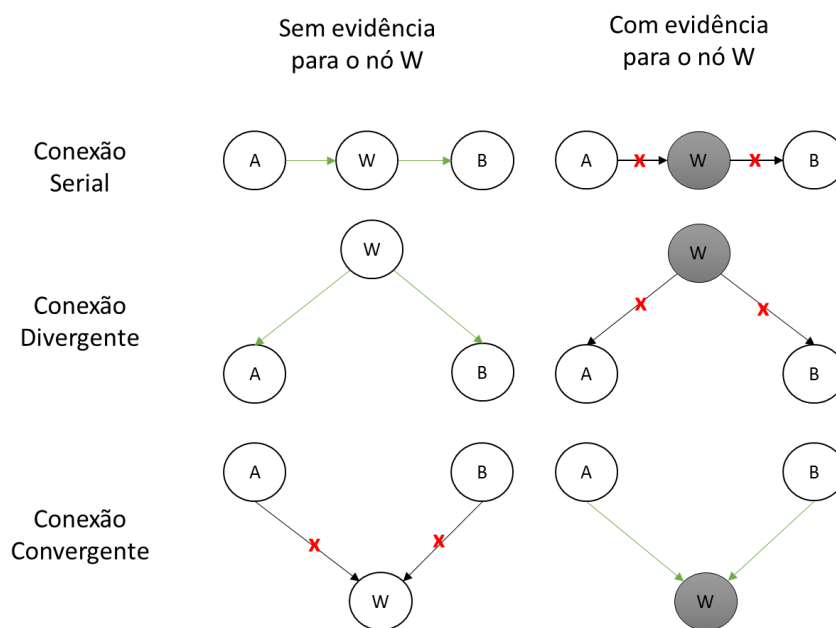 Sem evidência
para o nó W
Com evidência
para o nó W
Conexão
Serial
A
W
B
A
X
W
X
B
Conexão
Divergente
W
A
B
W
X
X
A
B
Conexão
Convergente
A
B
X
X
W
A
B
W